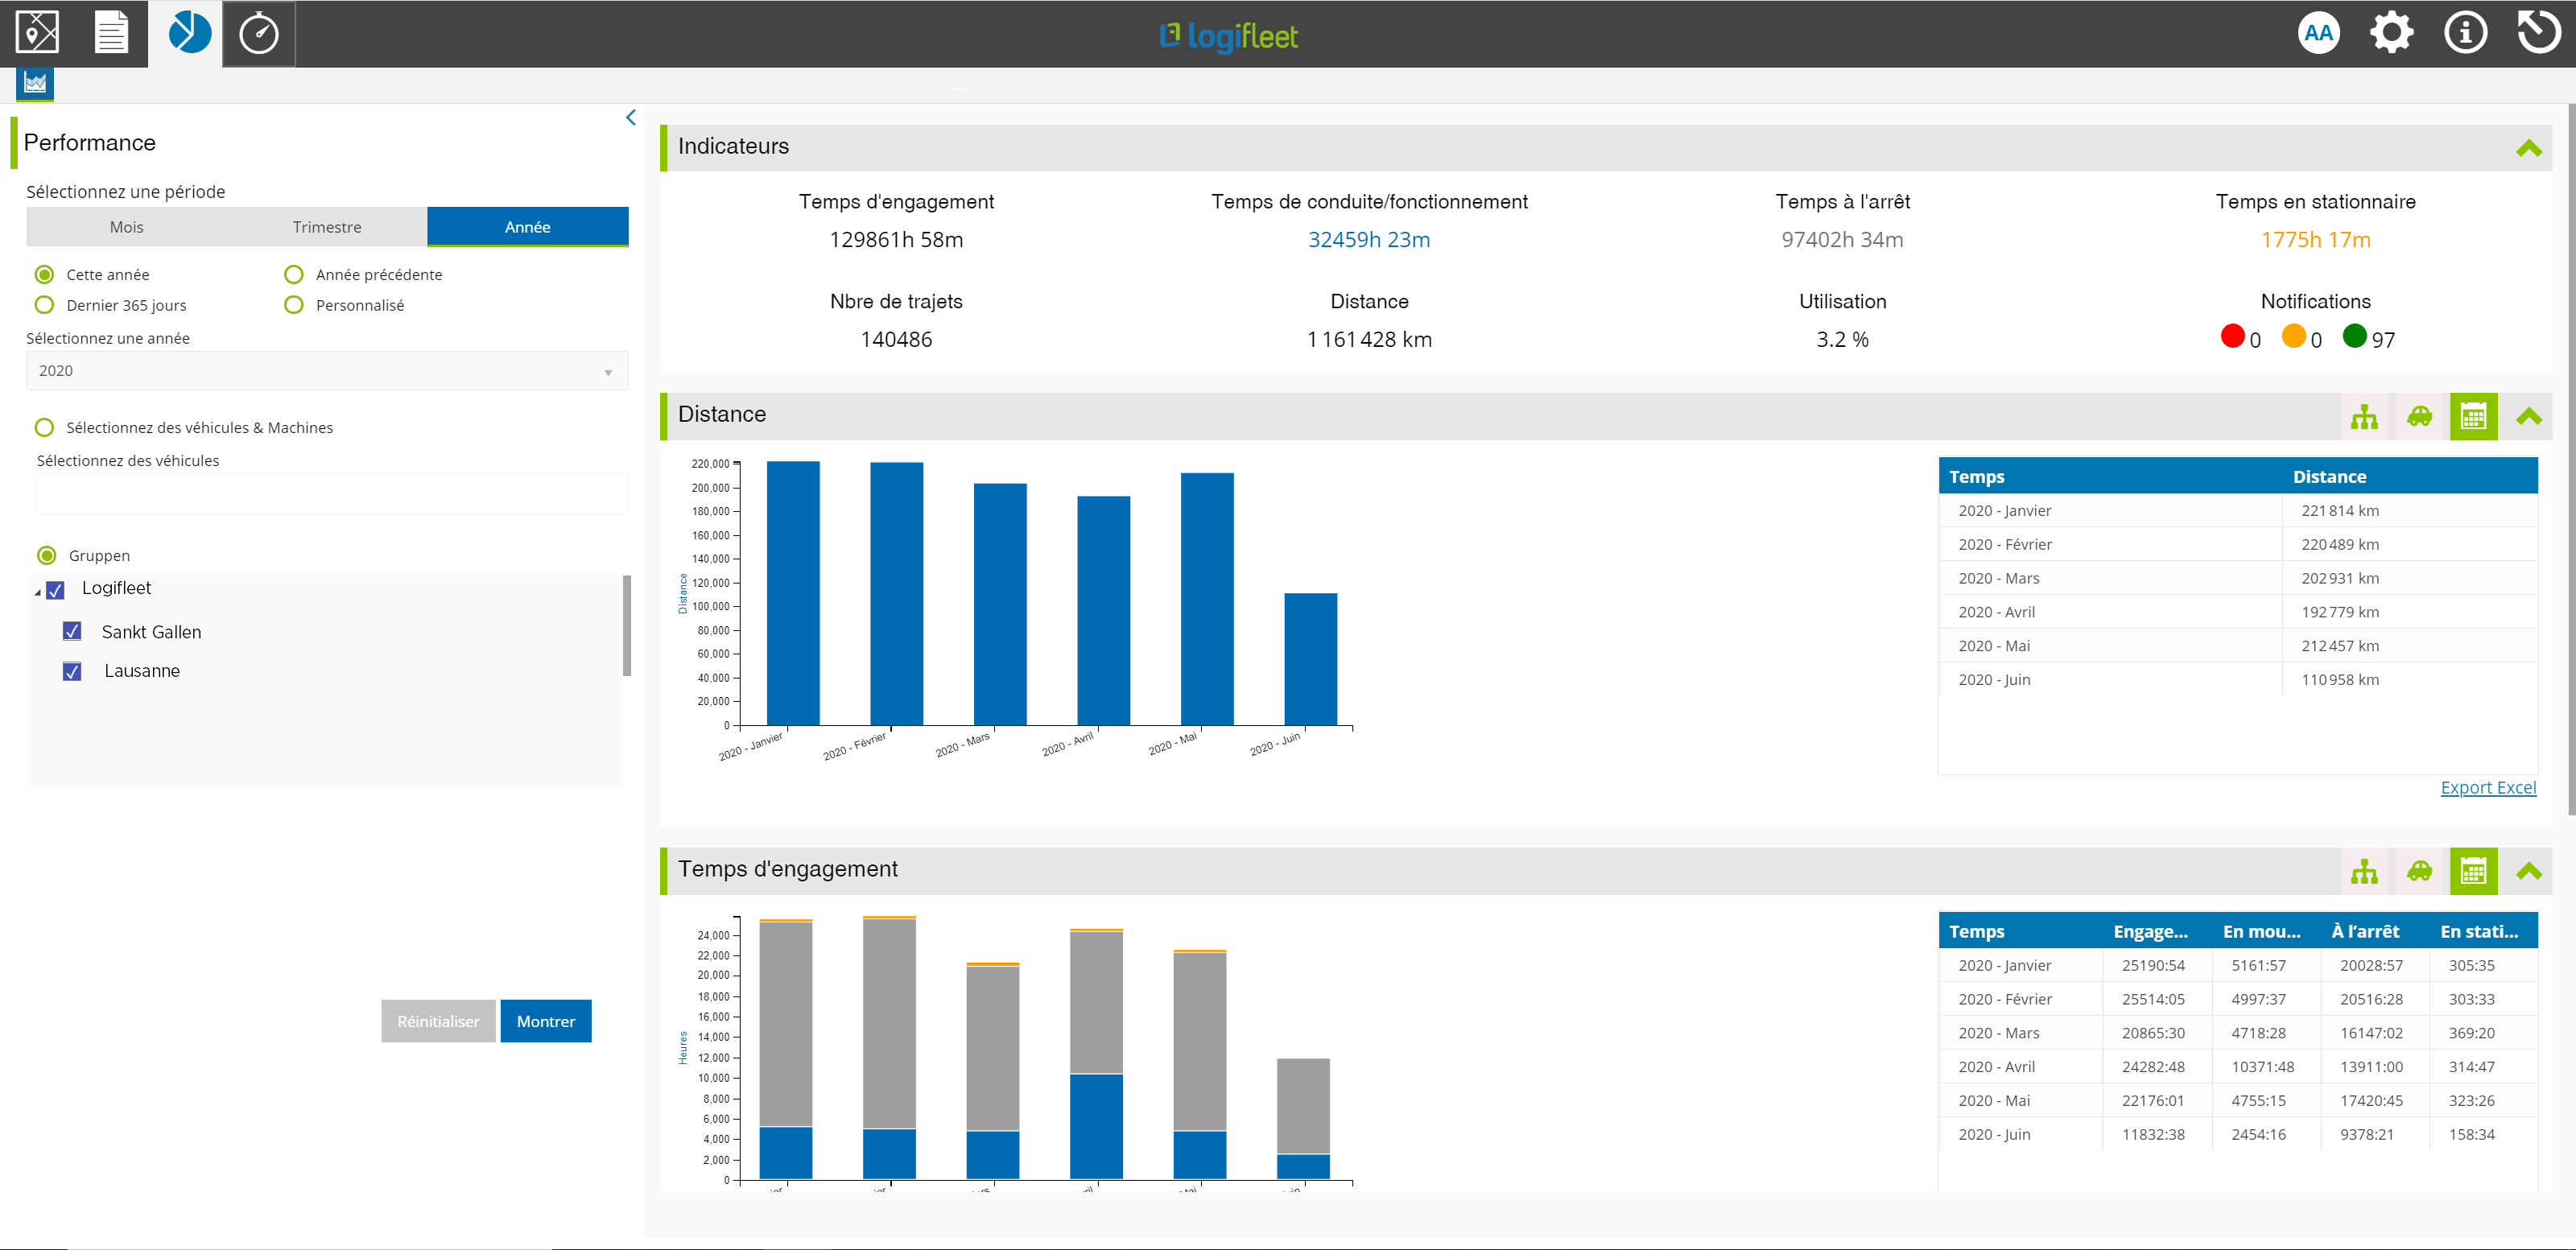 logifleet
AA
Performance
Sélectionnez une période
Mois Trimestre Année
Cette année Année précédente
Dernier 365 jours Personnalisé
Sélectionnez une année
2020
Sélectionnez des véhicules & Machines
Sélectionnez des véhicules
Gruppen
Logifleet
Sankt Gallen
Lausanne
Réinitialiser Montrer
Indicateurs
Temps d'engagement Temps de conduite/fonctionnement Temps à l'arrêt Temps en stationnaire
129861h 58m 32459h 23m 97402h 34m 1775h 17m
Nbre de trajets Distance Utilisation Notifications
140486 1 161 428 km 3.2 % 0 0 97
Distance
220,000
200,000
180,000
160,000
140,000
120,000
100,000
80,000
60,000
40,000
20,000
0
Distance
2020 - Janvier 2020 - Février 2020 - Mars 2020 - Avril 2020 - Mai 2020 - Juin
Temps Distance
2020 - Janvier 221 814 km
2020 - Février 220 489 km
2020 - Mars 202 931 km
2020 - Avril 192 779 km
2020 - Mai 212 457 km
2020 - Juin 110 958 km
Export Excel
Temps d'engagement
24,000
22,000
20,000
18,000
16,000
14,000
12,000
10,000
8,000
6,000
4,000
2,000
0
Heures
Temps Engage... En mou... À l’arrêt En stati...
2020 - Janvier 25190:54 5161:57 20028:57 305:35
2020 - Février 25514:05 4997:37 20516:28 303:33
2020 - Mars 20865:30 4718:28 16147:02 369:20
2020 - Avril 24282:48 10371:48 13911:00 314:47
2020 - Mai 22176:01 4755:15 17420:45 323:26
2020 - Juin 11832:38 2454:16 9378:21 158:34